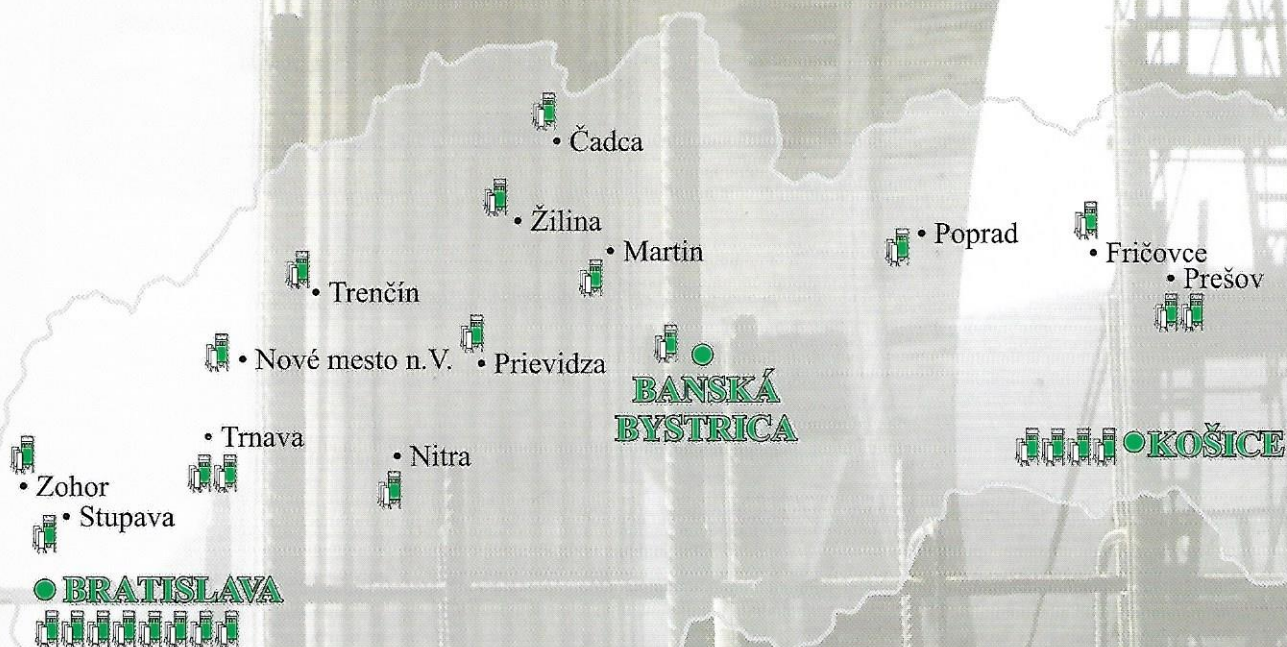 Čadca
Žilina
Martin
Poprad
Fričovce
Prešov
Trenčín
Nové mesto n.V.
Prievidza
BANSKÁ
BYSTRICA
Trnava
Nitra
KOŠICE
Zohor
Stupava
BRATISLAVA